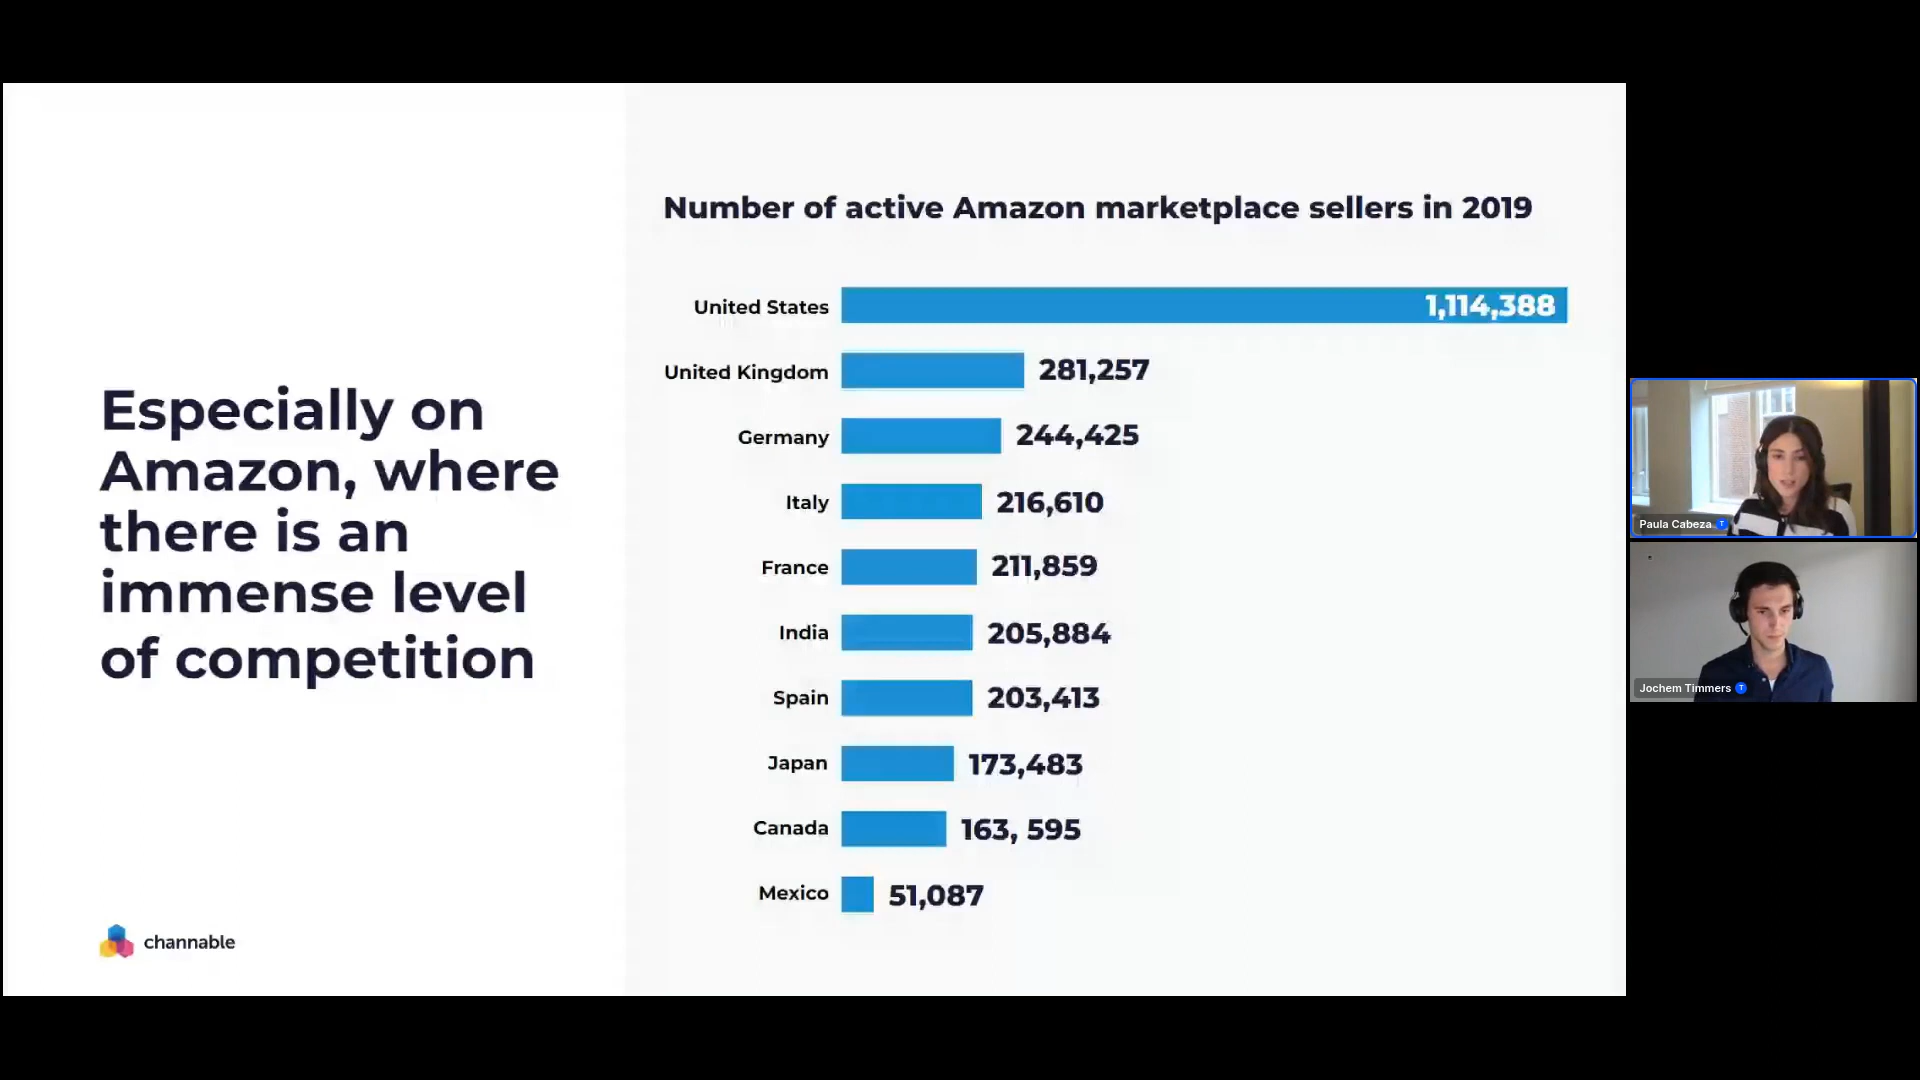 Number of active Amazon marketplace sellers in 2019
Especially on
Amazon, where
there is an
immense level
of competition
United States 1,114,388
United Kingdom 281,257
Germany 244,425
Italy 216,610
France 211,859
India 205,884
Spain 203,413
Japan 173,483
Canada 163, 595
Mexico 51,087
channable
Paula Cabeza T
Jochem Timmers T